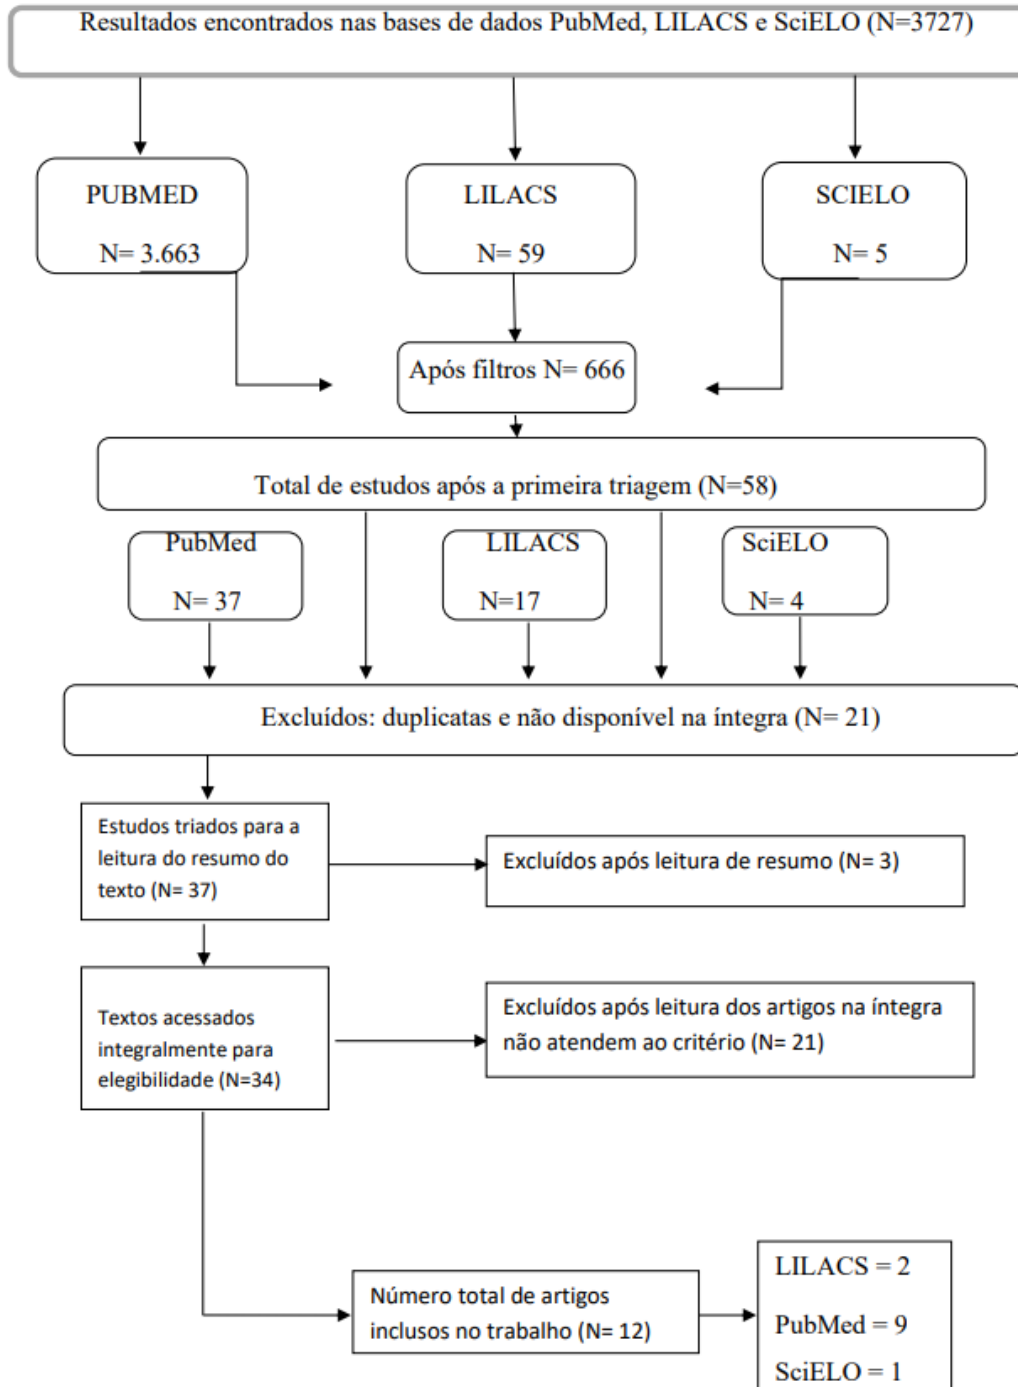 Resultados encontrados nas bases de dados PubMed, LILACS e SciELO (N=3727)
PUBMED
N= 3.663
LILACS
N= 59
SCIELO
N= 5
Após filtros N= 666
Total de estudos após a primeira triagem (N=58)
PubMed
N= 37
LILACS
N=17
SciELO
N= 4
Excluídos: duplicatas e não disponível na íntegra (N= 21)
Estudos triados para a
leitura do resumo do
texto (N= 37)
Excluídos após leitura de resumo (N= 3)
Textos acessados
integralmente para
elegibilidade (N=34)
Excluídos após leitura dos artigos na íntegra
não atendem ao critério (N= 21)
Número total de artigos
inclusos no trabalho (N= 12)
LILACS = 2
PubMed = 9
SciELO = 1